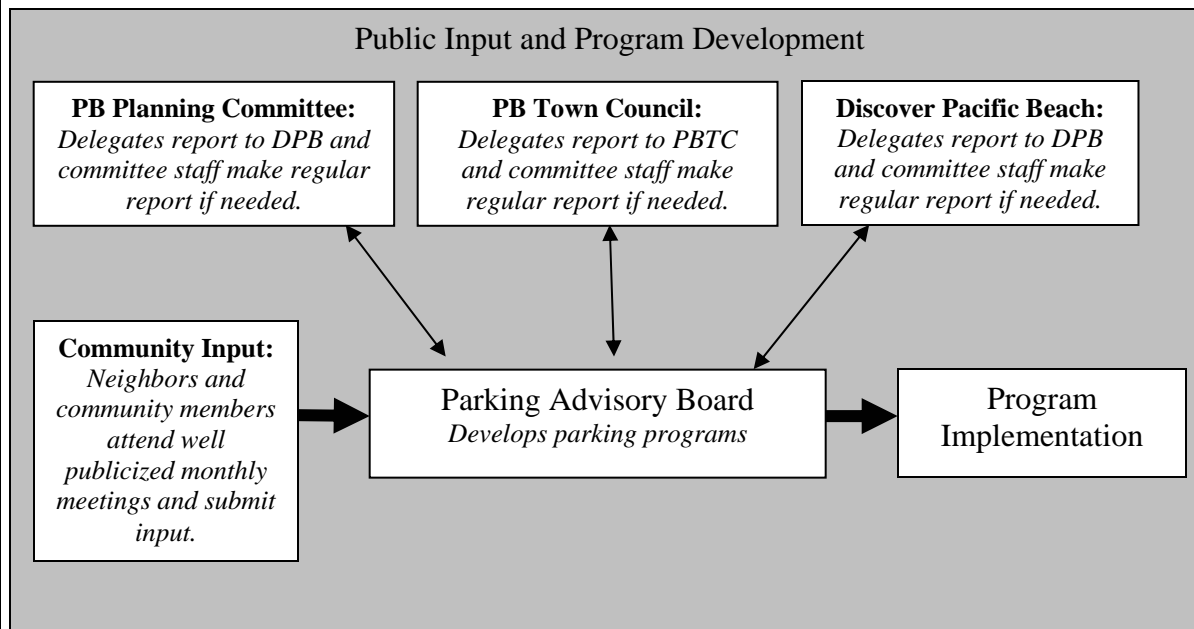 Public Input and Program Development
PB Planning Committee:
Delegates report to DPB and
committee staff make regular
report if needed.
PB Town Council:
Delegates report to PBTC
and committee staff make
regular report if needed.
Discover Pacific Beach:
Delegates report to DPB
and committee staff make
regular report if needed.
Community Input:
Neighbors and
community members
attend well
publicized monthly
meetings and submit
input.
Parking Advisory Board
Develops parking programs
Program
Implementation